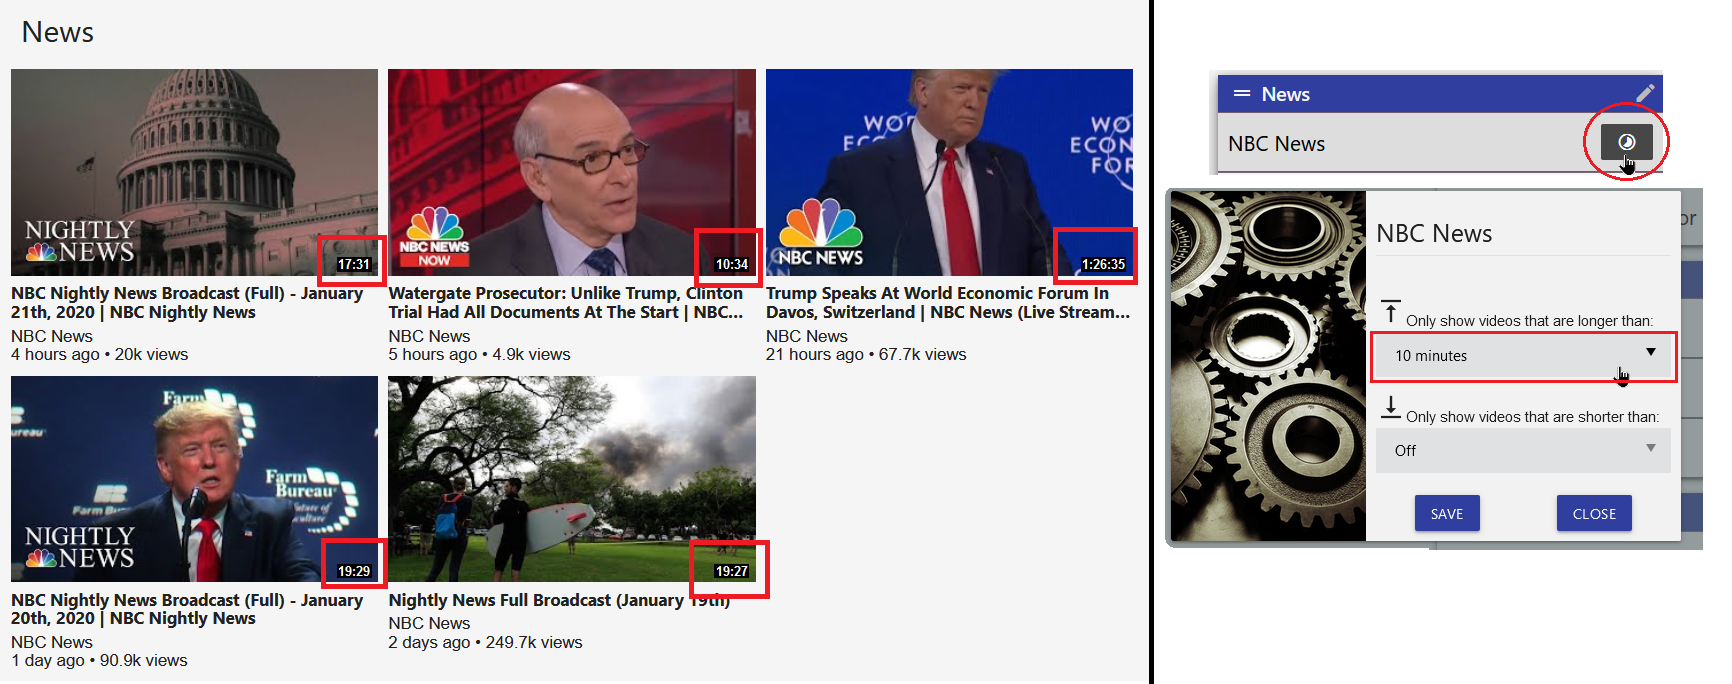 News
NIGHTLY
NEWS
17:31
NBC Nightly News Broadcast (Full) - January
21th, 2020 | NBC Nightly News
NBC News
4 hours ago • 20k views
NBC NEWS
NOW
10:34
Watergate Prosecutor: Unlike Trump, Clinton
Trial Had All Documents At The Start | NBC...
NBC News
5 hours ago • 4.9k views
WO
ECON
FOR
NBC NEWS
1:26:35
Trump Speaks At World Economic Forum In
Davos, Switzerland | NBC News (Live Stream...
NBC News
21 hours ago • 67.7k views
Farm
Bureau
Farm
Bureau
NIGHTLY
NEWS
19:29
NBC Nightly News Broadcast (Full) - January
20th, 2020 | NBC Nightly News
NBC News
1 day ago • 90.9k views
19:27
Nightly News Full Broadcast (January 19th)
NBC News
2 days ago • 249.7k views
News
NBC News
or
NBC News
Only show videos that are longer than:
10 minutes
Only show videos that are shorter than:
Off
SAVE
CLOSE